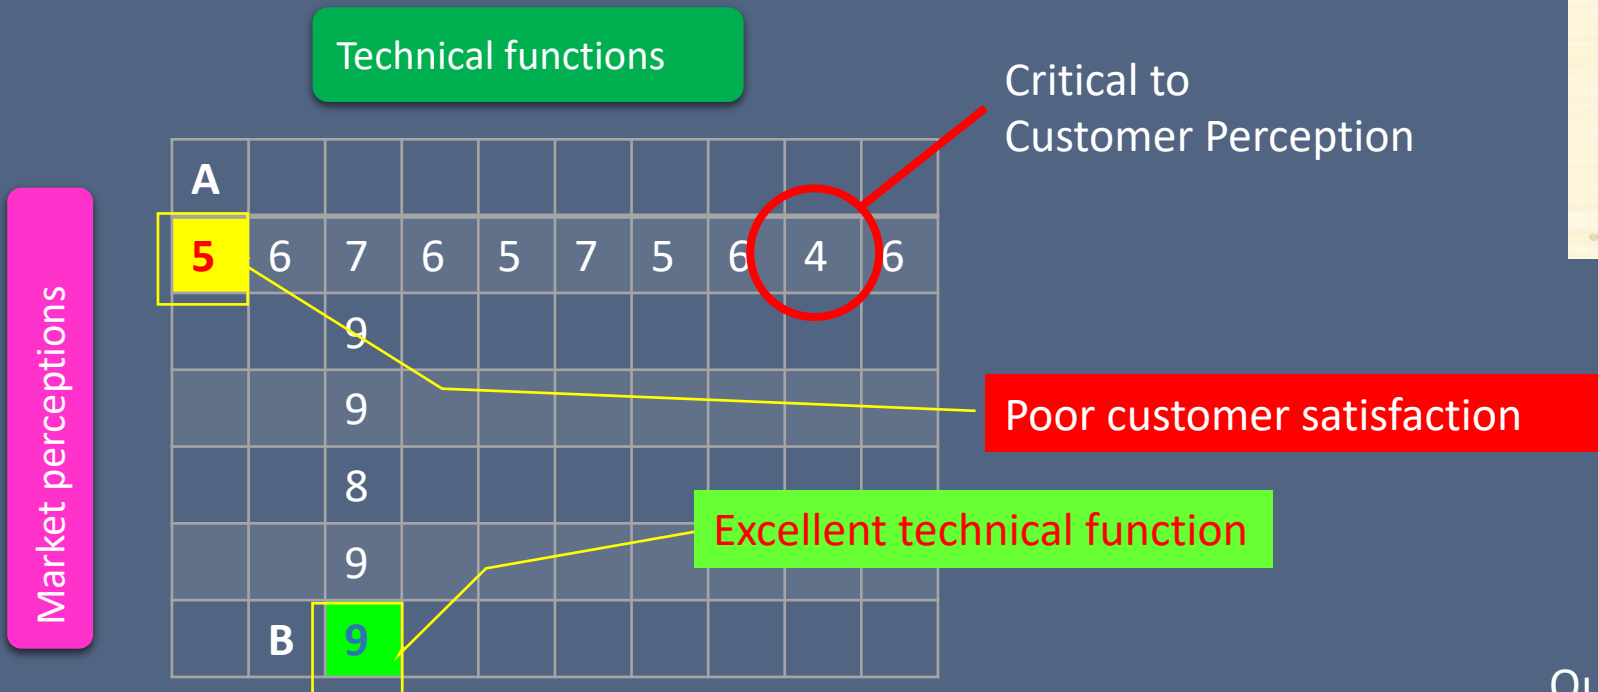 Technical functions
Critical to
Customer Perception
Market perceptions
A
5 6 7 6 5 7 5 6 4 6
9
9
Poor customer satisfaction
8
Excellent technical function
9
B 9